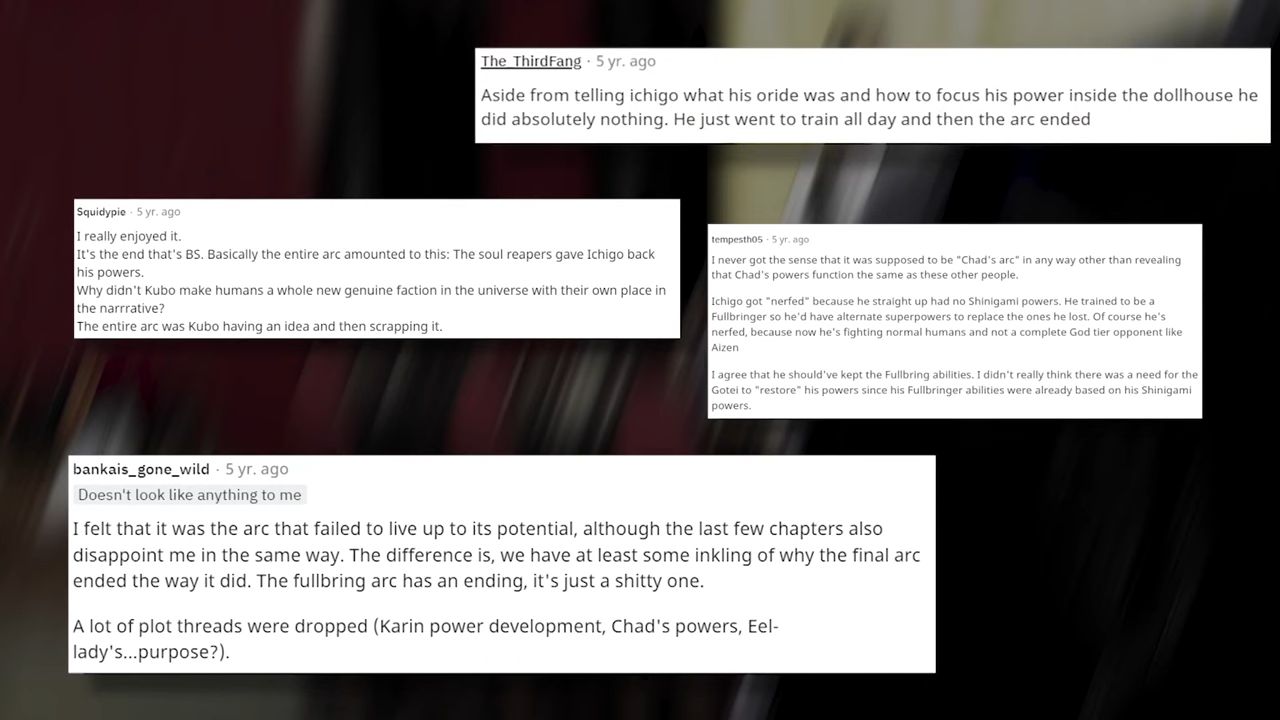 The_ThirdFang · 5 yr. ago
Aside from telling ichigo what his oride was and how to focus his power inside the dollhouse he
did absolutely nothing. He just went to train all day and then the arc ended
Squidypie · 5 yr. ago
I really enjoyed it.
It's the end that's BS. Basically the entire arc amounted to this: The soul reapers gave Ichigo back
his powers.
Why didn't Kubo make humans a whole new genuine faction in the universe with their own place in
the narrrative?
The entire arc was Kubo having an idea and then scrapping it.
tempesth05 · 5 yr. ago
I never got the sense that it was supposed to be "Chad's arc" in any way other than revealing
that Chad's powers function the same as these other people.
Ichigo got "nerfed" because he straight up had no Shinigami powers. He trained to be a
Fullbringer so he'd have alternate superpowers to replace the ones he lost. Of course he's
nerfed, because now he's fighting normal humans and not a complete God tier opponent like
Aizen
I agree that he should've kept the Fullbring abilities. I didn't really think there was a need for the
Gotei to "restore" his powers since his Fullbringer abilities were already based on his Shinigami
powers.
bankais_gone_wild · 5 yr. ago
Doesn't look like anything to me
I felt that it was the arc that failed to live up to its potential, although the last few chapters also
disappoint me in the same way. The difference is, we have at least some inkling of why the final arc
ended the way it did. The fullbring arc has an ending, it's just a shitty one.
A lot of plot threads were dropped (Karin power development, Chad's powers, Eel-
lady's...purpose?).